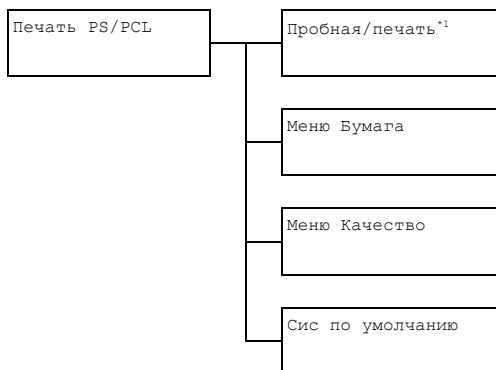 Печать PS/PCL
Пробная/печать*1
Меню Бумага
Меню Качество
Сис по умолчанию